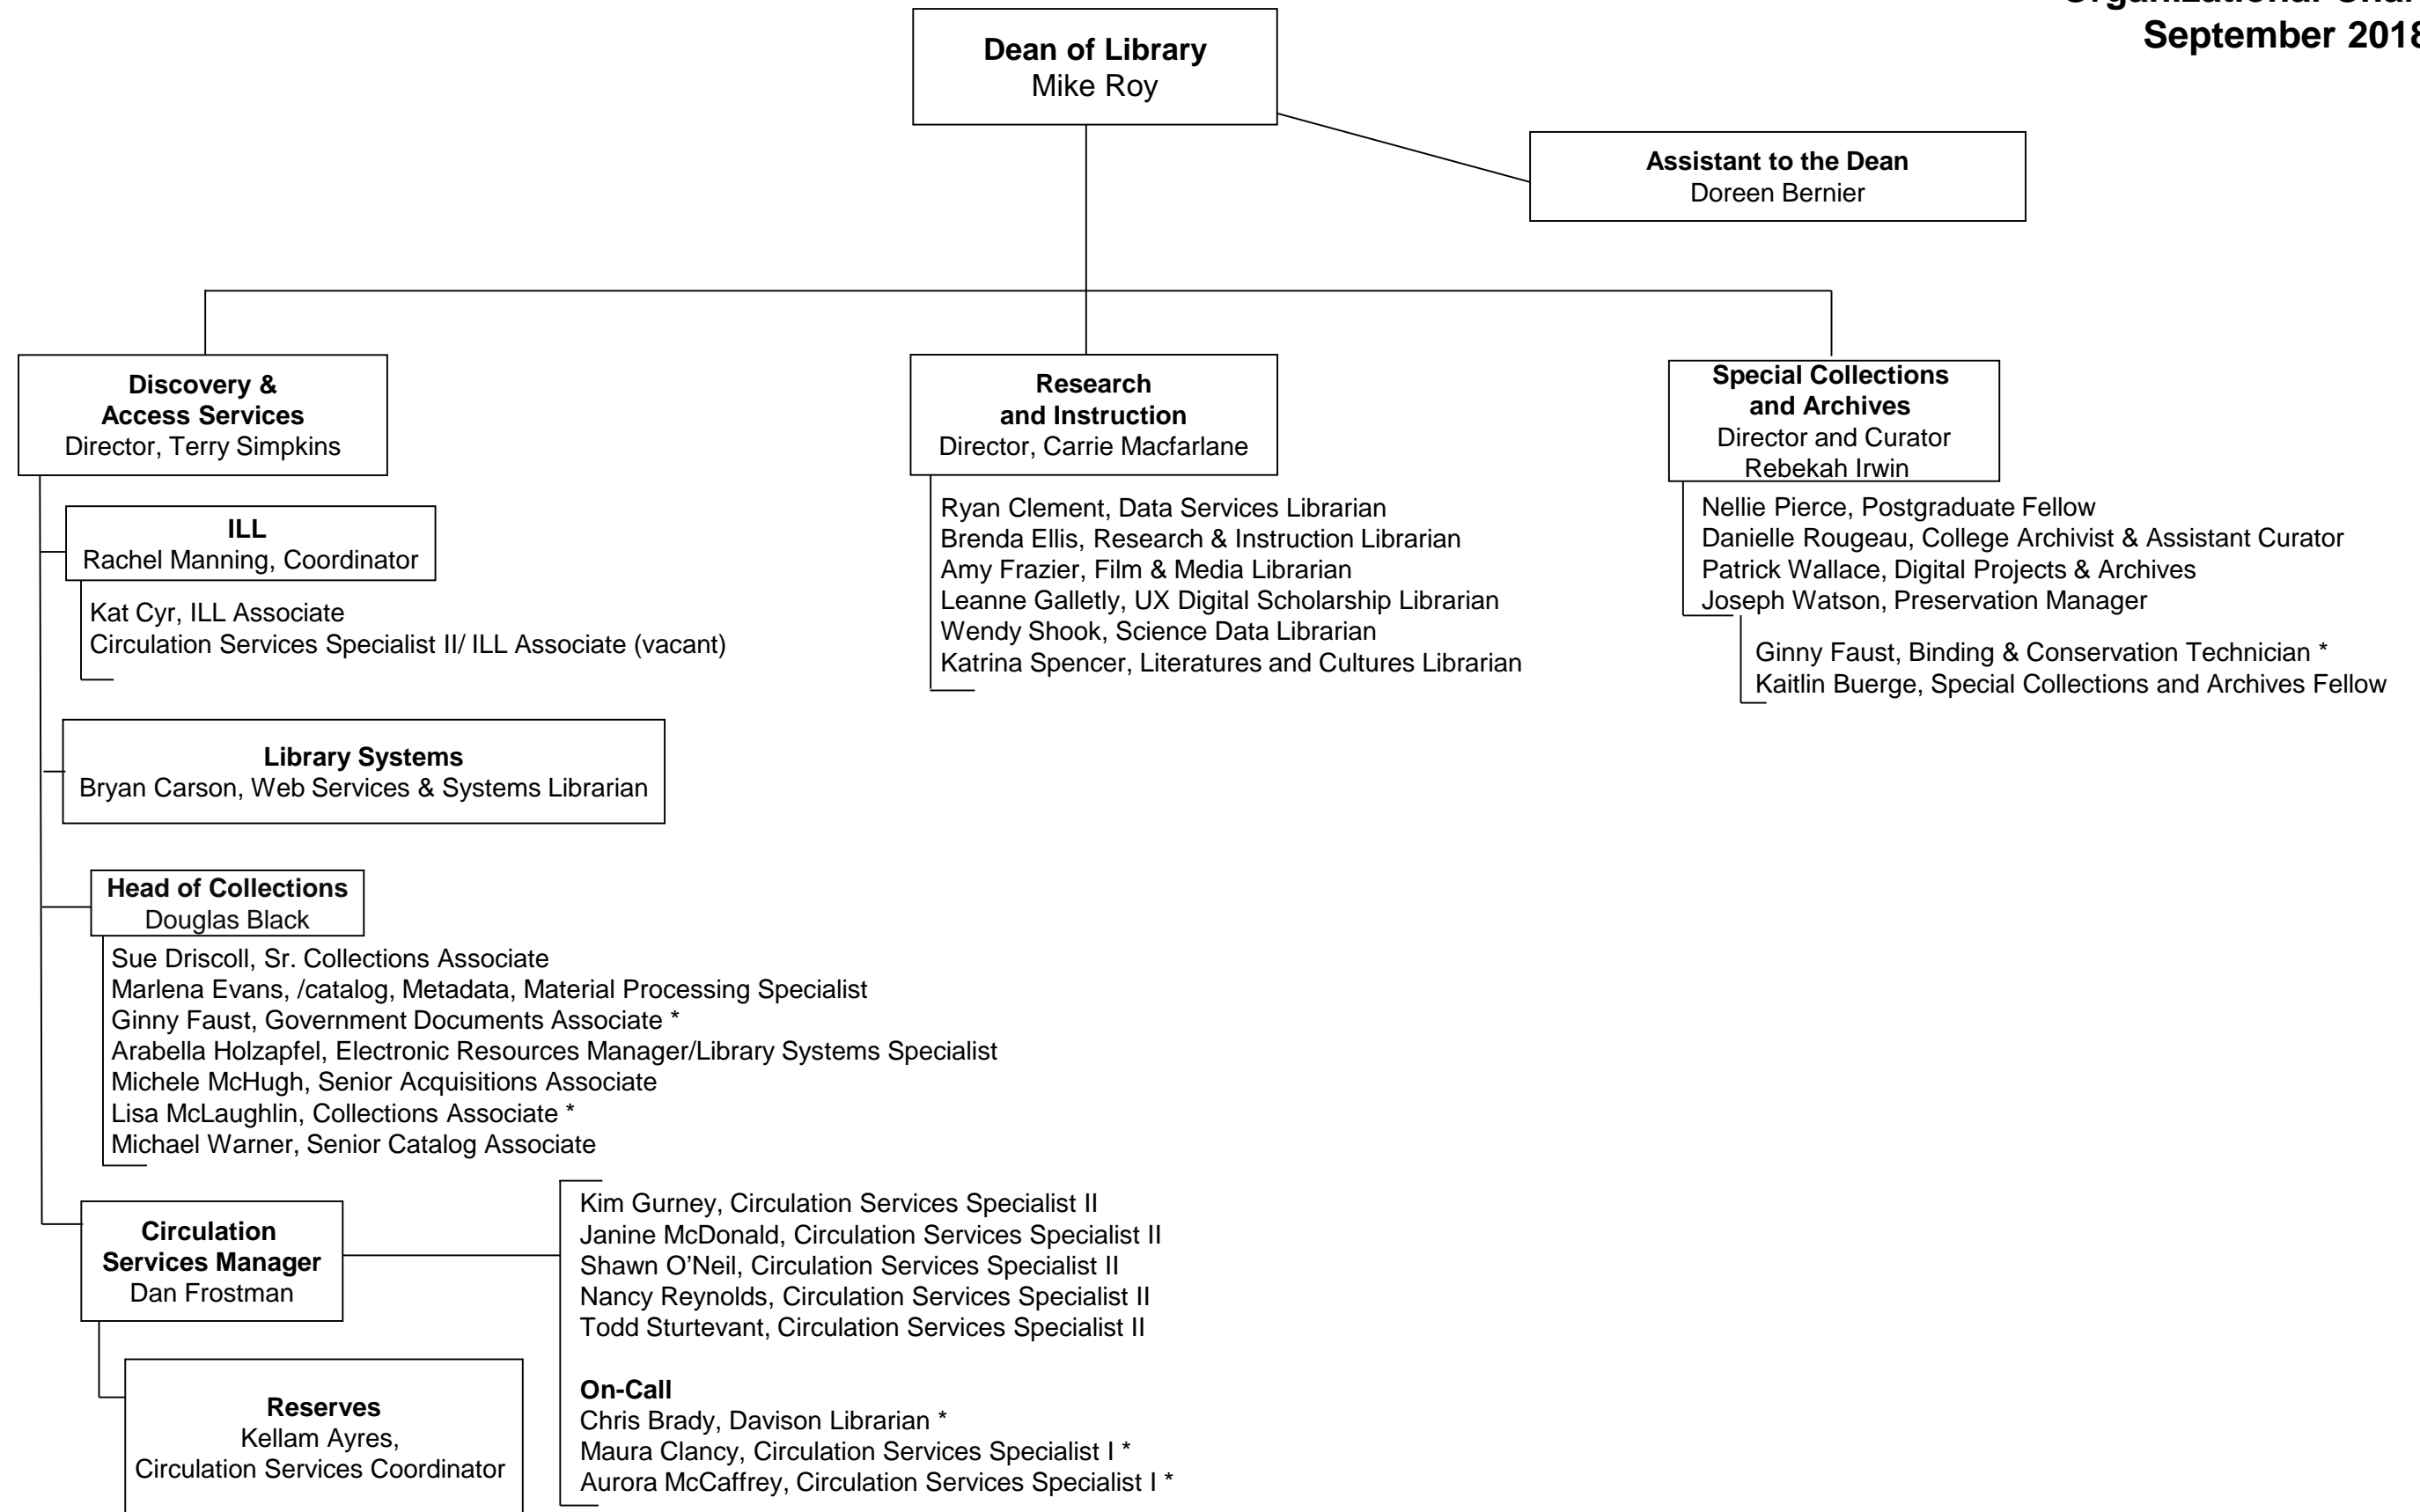 Organizational Char
September 2018
Dean of Library
Mike Roy
Assistant to the Dean
Doreen Bernier
Discovery &
Access Services
Director, Terry Simpkins
Research
and Instruction
Director, Carrie Macfarlane
Special Collections
and Archives
Director and Curator
Rebekah Irwin
ILL
Rachel Manning, Coordinator
Kat Cyr, ILL Associate
Circulation Services Specialist II/ ILL Associate (vacant)
Ryan Clement, Data Services Librarian
Brenda Ellis, Research & Instruction Librarian
Amy Frazier, Film & Media Librarian
Leanne Galletly, UX Digital Scholarship Librarian
Wendy Shook, Science Data Librarian
Katrina Spencer, Literatures and Cultures Librarian
Nellie Pierce, Postgraduate Fellow
Danielle Rougeau, College Archivist & Assistant Curator
Patrick Wallace, Digital Projects & Archives
Joseph Watson, Preservation Manager
Ginny Faust, Binding & Conservation Technician *
Kaitlin Buerge, Special Collections and Archives Fellow
Library Systems
Bryan Carson, Web Services & Systems Librarian
Head of Collections
Douglas Black
Sue Driscoll, Sr. Collections Associate
Marlena Evans, /catalog, Metadata, Material Processing Specialist
Ginny Faust, Government Documents Associate *
Arabella Holzapfel, Electronic Resources Manager/Library Systems Specialist
Michele McHugh, Senior Acquisitions Associate
Lisa McLaughlin, Collections Associate *
Michael Warner, Senior Catalog Associate
Circulation
Services Manager
Dan Frostman
Kim Gurney, Circulation Services Specialist II
Janine McDonald, Circulation Services Specialist II
Shawn O’Neil, Circulation Services Specialist II
Nancy Reynolds, Circulation Services Specialist II
Todd Sturtevant, Circulation Services Specialist II
On-Call
Chris Brady, Davison Librarian *
Maura Clancy, Circulation Services Specialist I *
Aurora McCaffrey, Circulation Services Specialist I *
Reserves
Kellam Ayres,
Circulation Services Coordinator